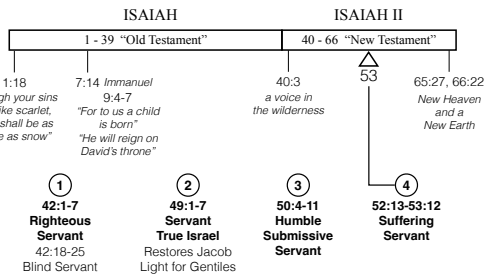 ISAIAH
ISAIAH II
1 - 39 “Old Testament”
40 - 66 “New Testament”
1:18
gh your sins
ke scarlet,
shall be as
e as snow”
7:14 Immanuel
9:4-7
“For to us a child
is born”
“He will reign on
David’s throne”
40:3
a voice in
the wilderness
53
65:27, 66:22
New Heaven
and a
New Earth
1
42:1-7
Righteous
Servant
42:18-25
Blind Servant
2
49:1-7
Servant
True Israel
Restores Jacob
Light for Gentiles
3
50:4-11
Humble
Submissive
Servant
4
52:13-53:12
Suffering
Servant